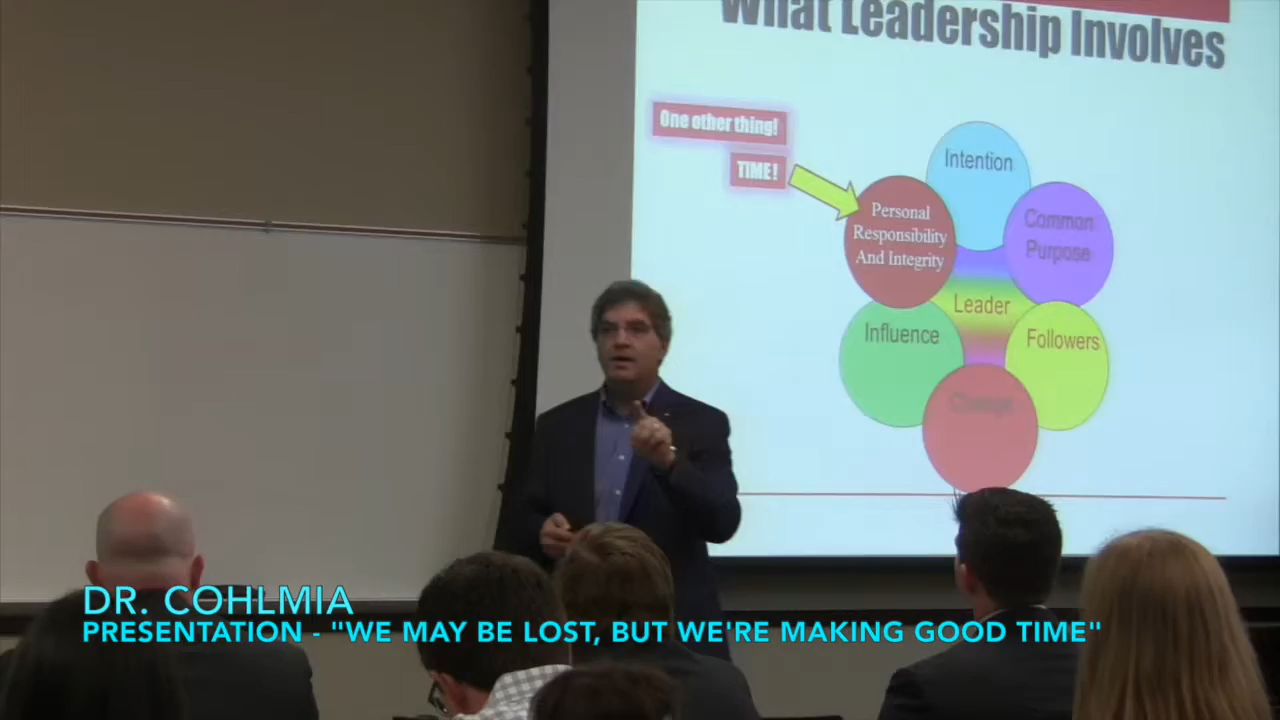 What Leadership Involves
One other thing!
TIME!
Intention
Personal
Responsibility
And Integrity
Common
Purpose
Leader
Influence
Followers
Change
DR. COHLMIA
PRESENTATION - "WE MAY BE LOST, BUT WE'RE MAKING GOOD TIME"